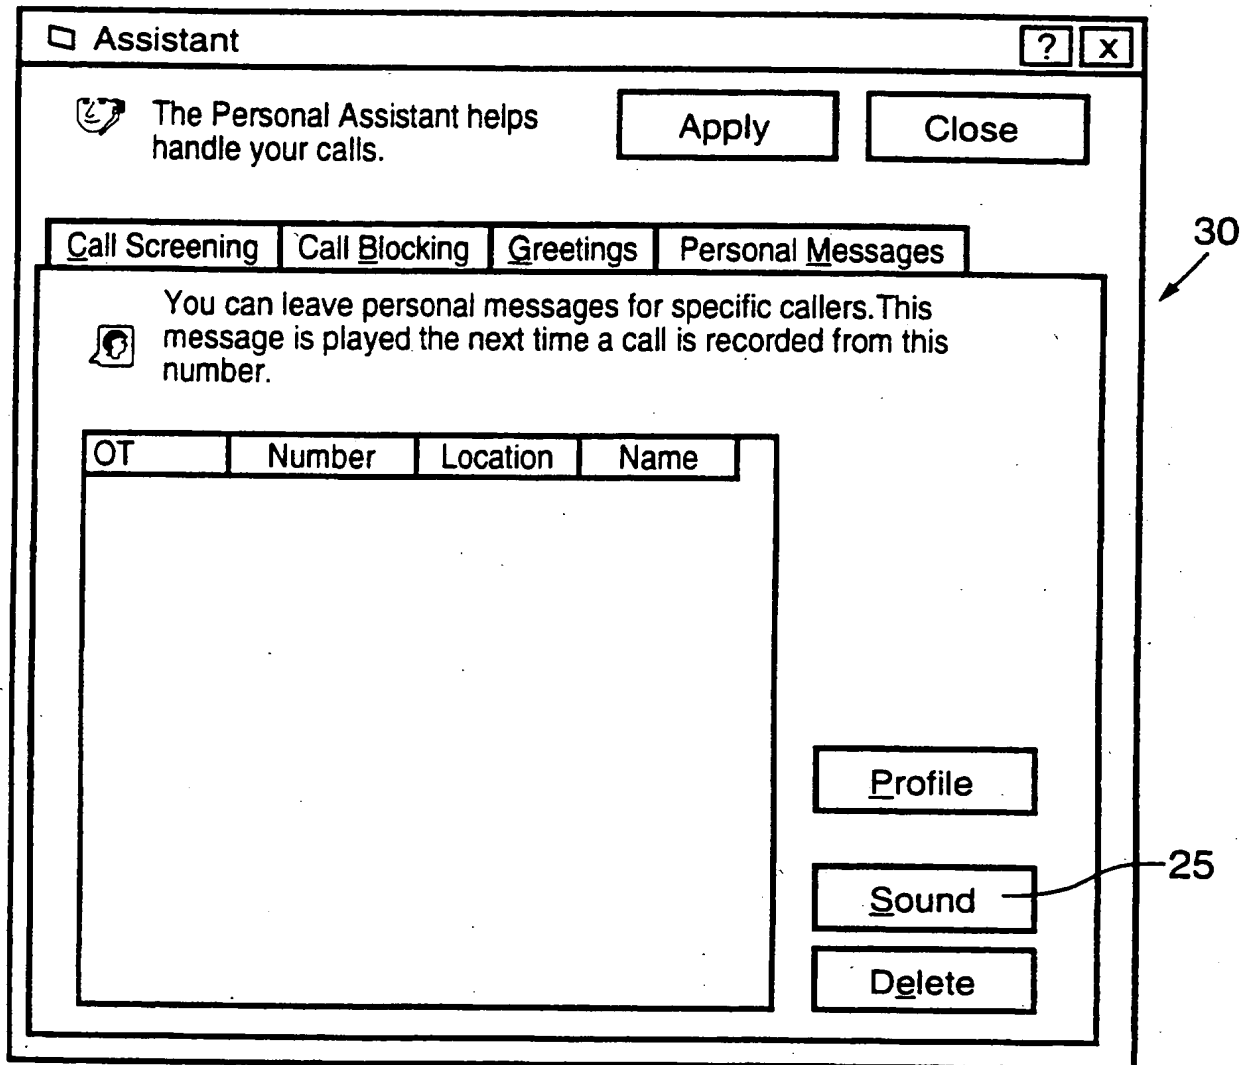 Assistant
? x
The Personal Assistant helps
handle your calls.
Apply
Close
Call Screening
Call Blocking
Greetings
Personal Messages
30
You can leave personal messages for specific callers.This
message is played the next time a call is recorded from this
number.
OT
Number
Location
Name
Profile
25
Sound
Delete